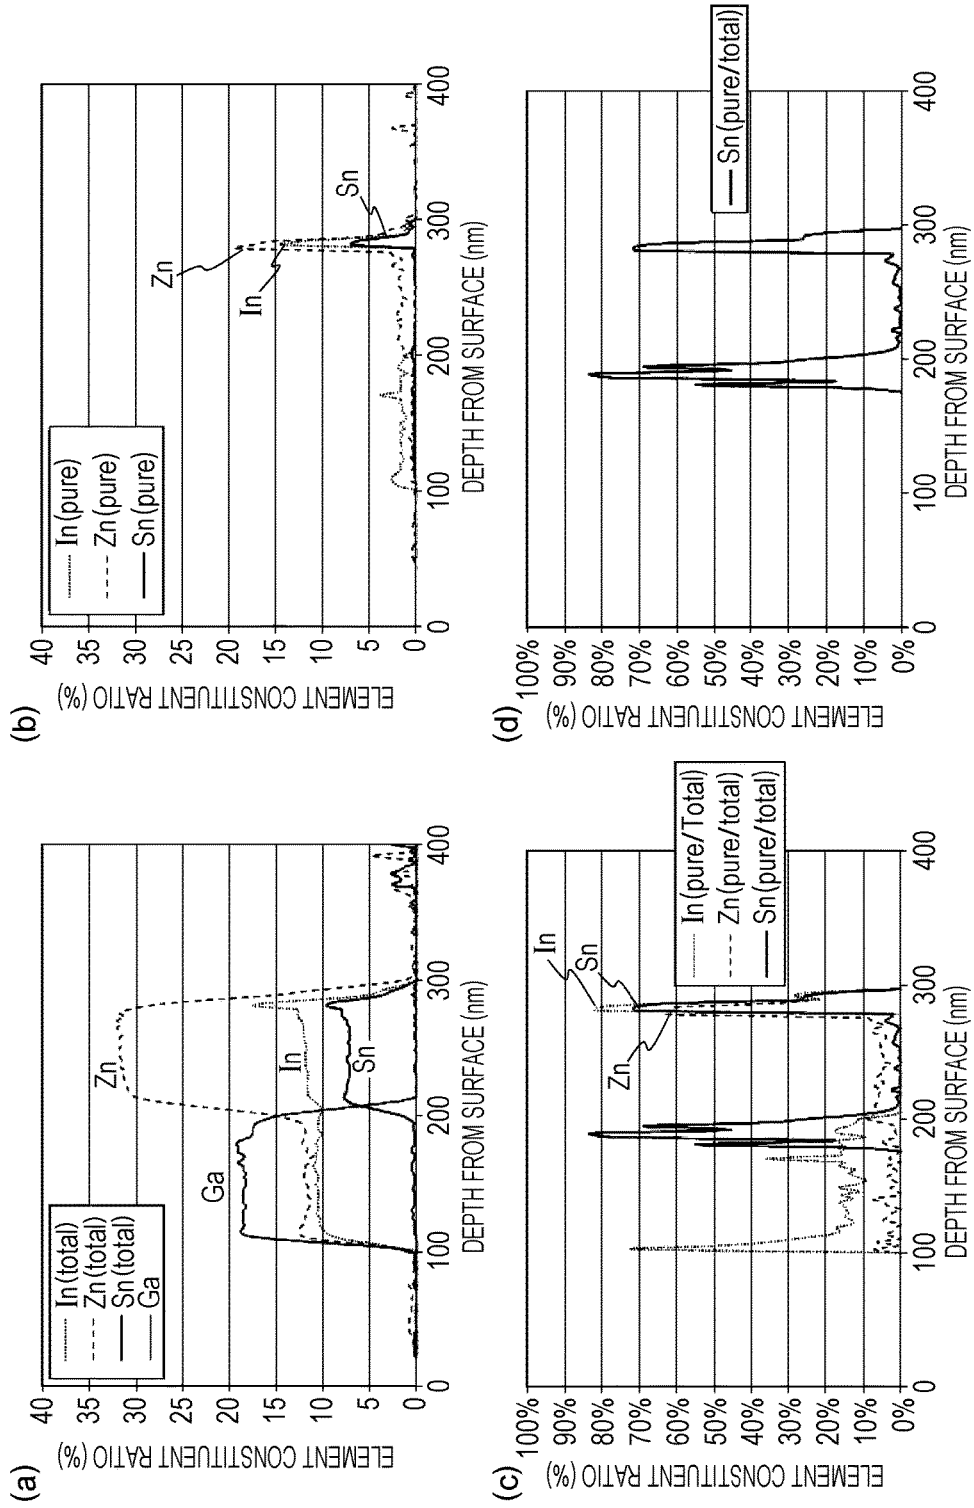 (a)
ELEMENT CONSTITUENT RATIO (%)
40
35
30
25
20
15
10
5
0
In (total)
Zn (total)
Sn (total)
Ga
Zn
Ga
In
Sn
0
100
200
300
400
DEPTH FROM SURFACE (nm)
(b)
ELEMENT CONSTITUENT RATIO (%)
40
35
30
25
20
15
10
5
0
In (pure)
Zn (pure)
Sn (pure)
Zn
In
Sn
0
100
200
300
400
DEPTH FROM SURFACE (nm)
(c)
ELEMENT CONSTITUENT RATIO (%)
100%
90%
80%
70%
60%
50%
40%
30%
20%
10%
0%
In
Sn
Zn
In (pure/Total)
Zn (pure/total)
Sn (pure/total)
0
100
200
300
400
DEPTH FROM SURFACE (nm)
(d)
ELEMENT CONSTITUENT RATIO (%)
100%
90%
80%
70%
60%
50%
40%
30%
20%
10%
0%
Sn (pure/total)
0
100
200
300
400
DEPTH FROM SURFACE (nm)